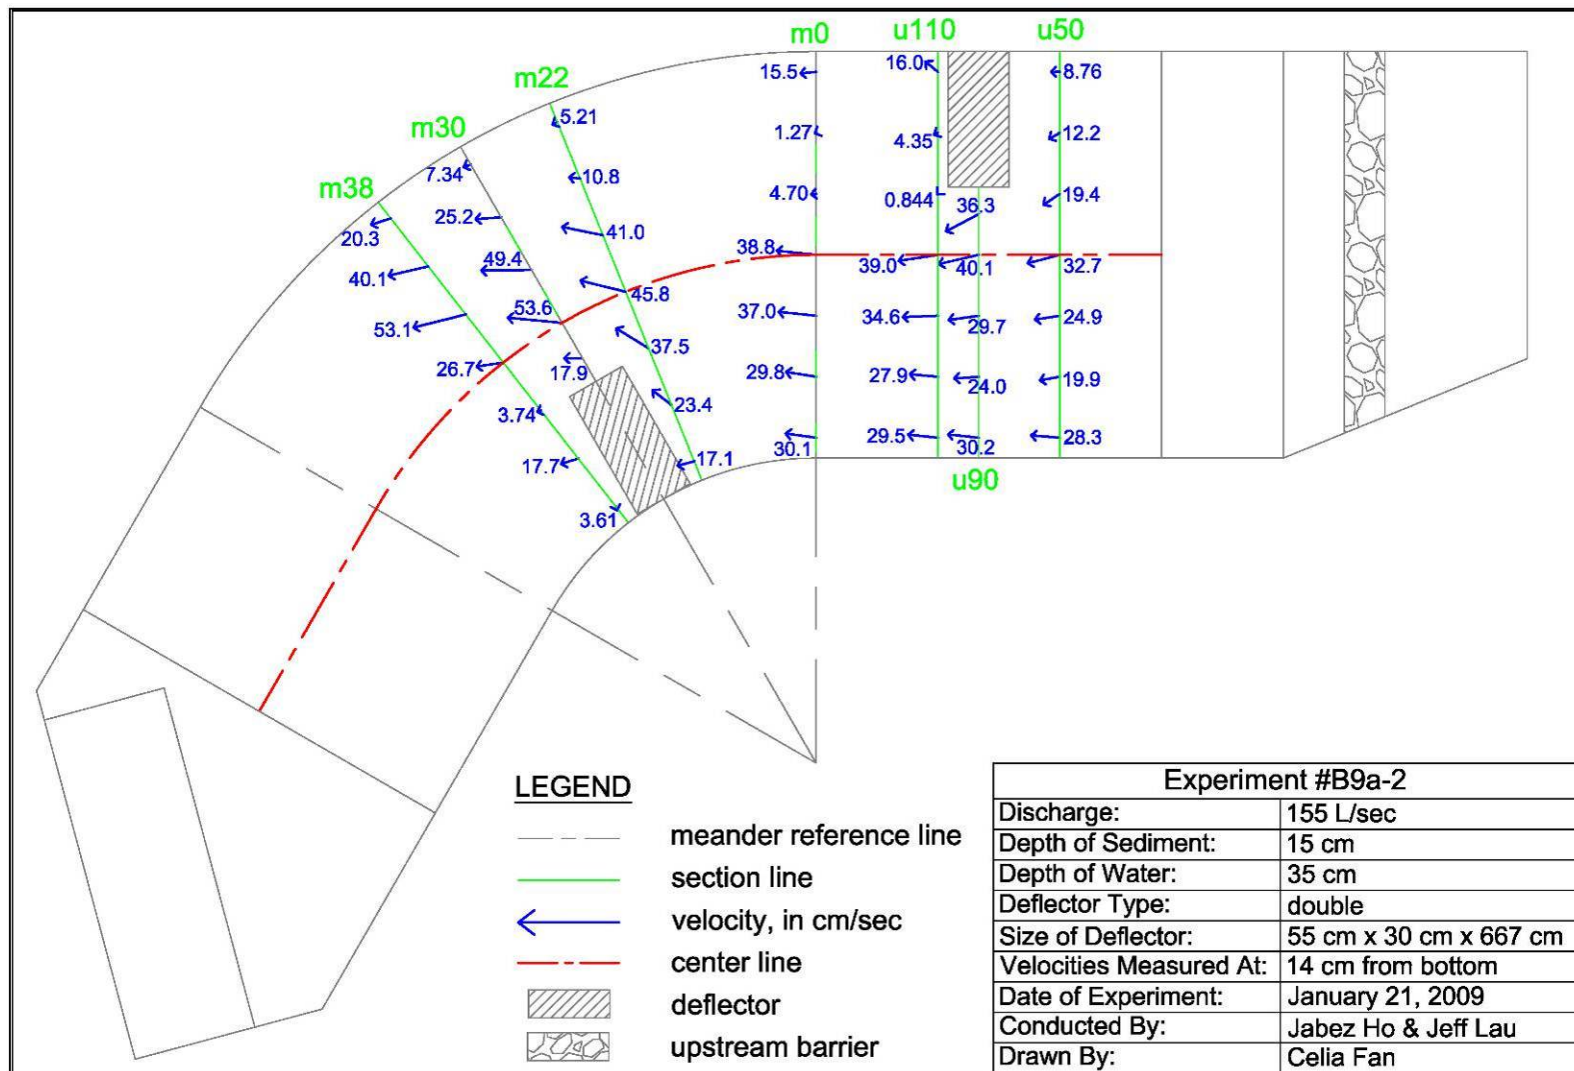 m0 u110 u50
m22
m30
m38
15.5 16.0 8.76
5.21
1.27 4.35 12.2
7.34 10.8
4.70 0.844 36.3 19.4
20.3 25.2 41.0
38.8 39.0 40.1 32.7
40.1 49.4
45.8
53.1 53.6 37.0 34.6 29.7 24.9
37.5
26.7 17.9 29.8 27.9 24.0 19.9
3.74 23.4
30.1 29.5 30.2 28.3
17.7 17.1
u90
3.61
LEGEND
meander reference line
section line
velocity, in cm/sec
center line
deflector
upstream barrier
Experiment #B9a-2
Discharge: 155 L/sec
Depth of Sediment: 15 cm
Depth of Water: 35 cm
Deflector Type: double
Size of Deflector: 55 cm x 30 cm x 667 cm
Velocities Measured At: 14 cm from bottom
Date of Experiment: January 21, 2009
Conducted By: Jabez Ho & Jeff Lau
Drawn By: Celia Fan